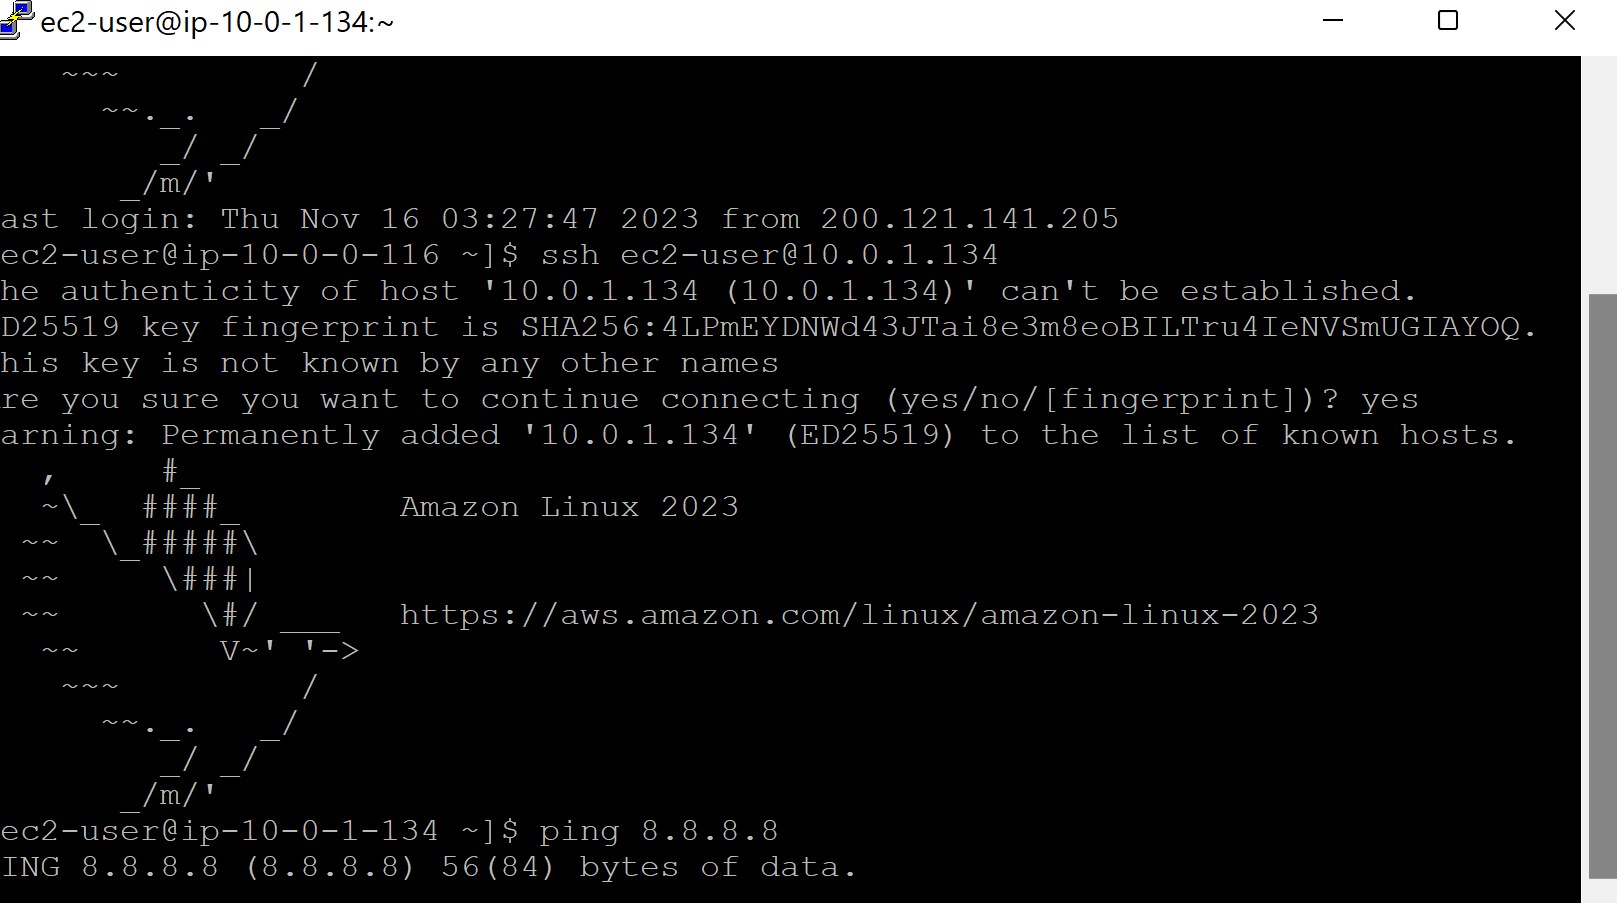 ec2-user@ip-10-0-1-134:~
   ~~~         /
     ~~._.   _/
        _/ _/
      _/m/'
ast login: Thu Nov 16 03:27:47 2023 from 200.121.141.205
ec2-user@ip-10-0-0-116 ~]$ ssh ec2-user@10.0.1.134
he authenticity of host '10.0.1.134 (10.0.1.134)' can't be established.
D25519 key fingerprint is SHA256:4LPmEYDNWd43JTai8e3m8eoBILTru4IeNVSmUGIAYOQ.
his key is not known by any other names
re you sure you want to continue connecting (yes/no/[fingerprint])? yes
arning: Permanently added '10.0.1.134' (ED25519) to the list of known hosts.
  ,     #_
  ~\_  ####_        Amazon Linux 2023
 ~~  \_#####\
 ~~     \###|
 ~~       \#/ ___   https://aws.amazon.com/linux/amazon-linux-2023
  ~~       V~' '->
   ~~~         /
     ~~._.   _/
        _/ _/
      _/m/'
ec2-user@ip-10-0-1-134 ~]$ ping 8.8.8.8
ING 8.8.8.8 (8.8.8.8) 56(84) bytes of data.